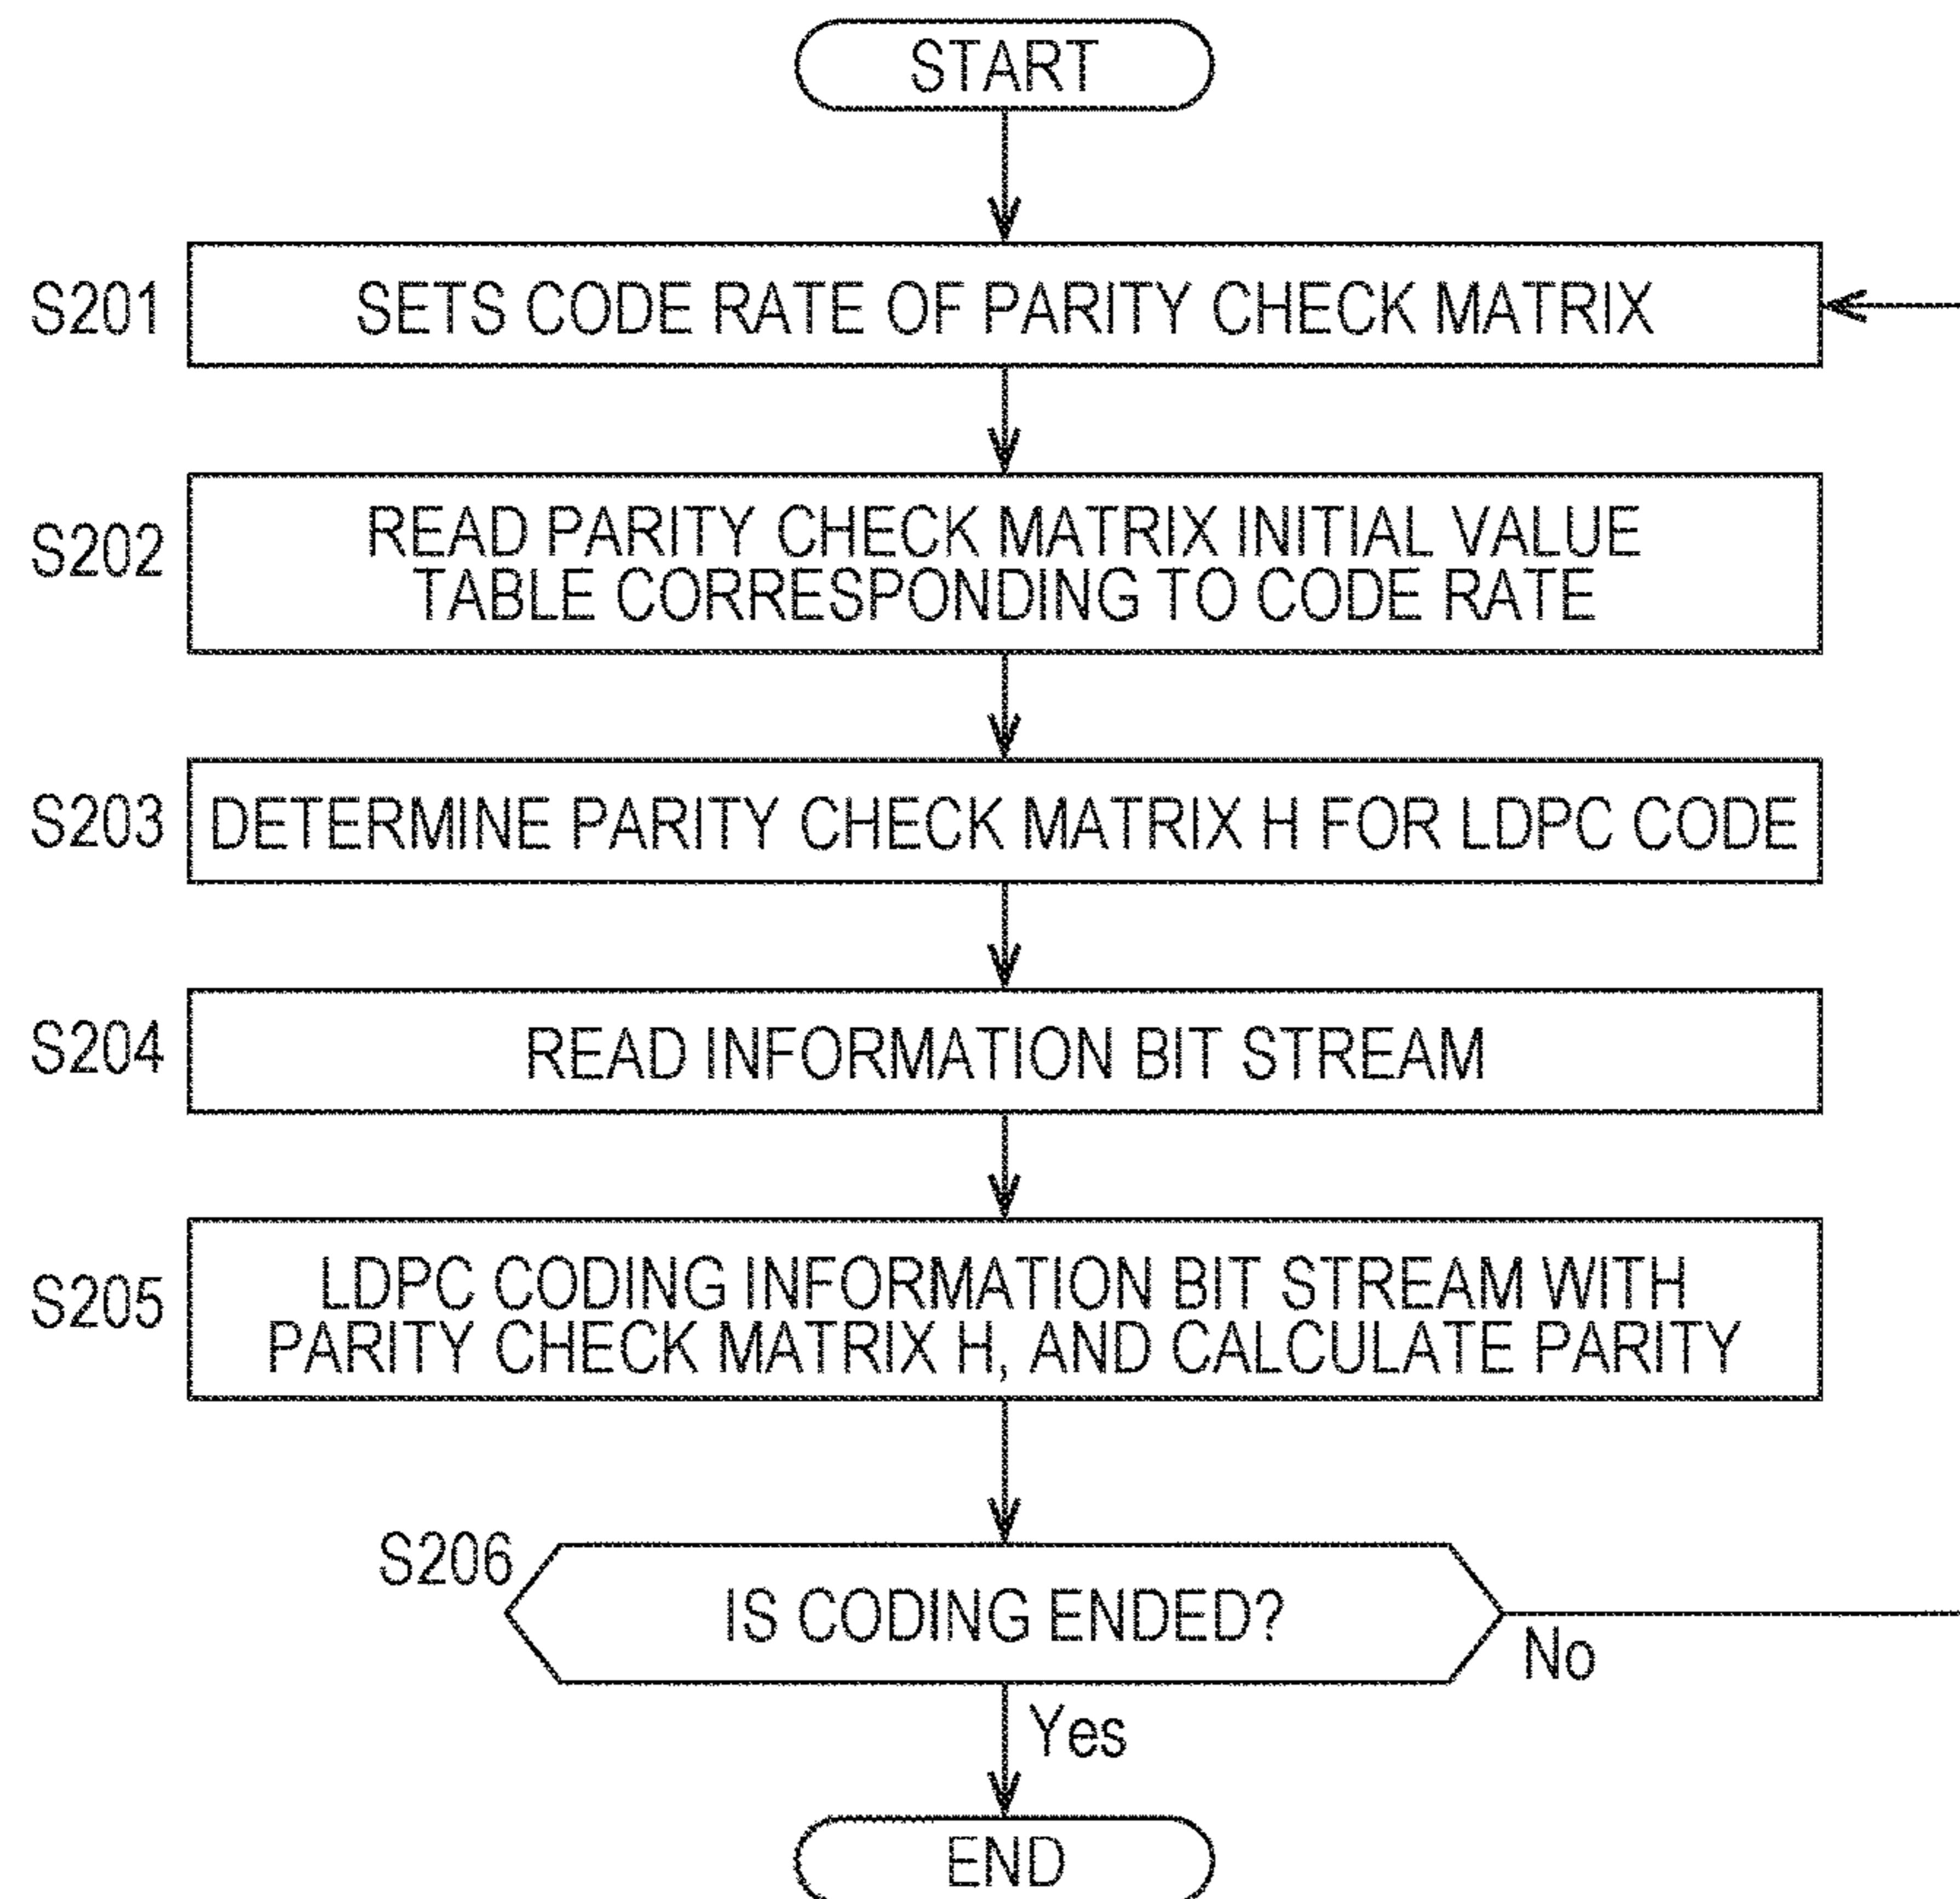 START
S201
SETS CODE RATE OF PARITY CHECK MATRIX
S202
READ PARITY CHECK MATRIX INITIAL VALUE
TABLE CORRESPONDING TO CODE RATE
S203
DETERMINE PARITY CHECK MATRIX H FOR LDPC CODE
S204
READ INFORMATION BIT STREAM
S205
LDPC CODING INFORMATION BIT STREAM WITH
PARITY CHECK MATRIX H, AND CALCULATE PARITY
S206
IS CODING ENDED?
No
Yes
END